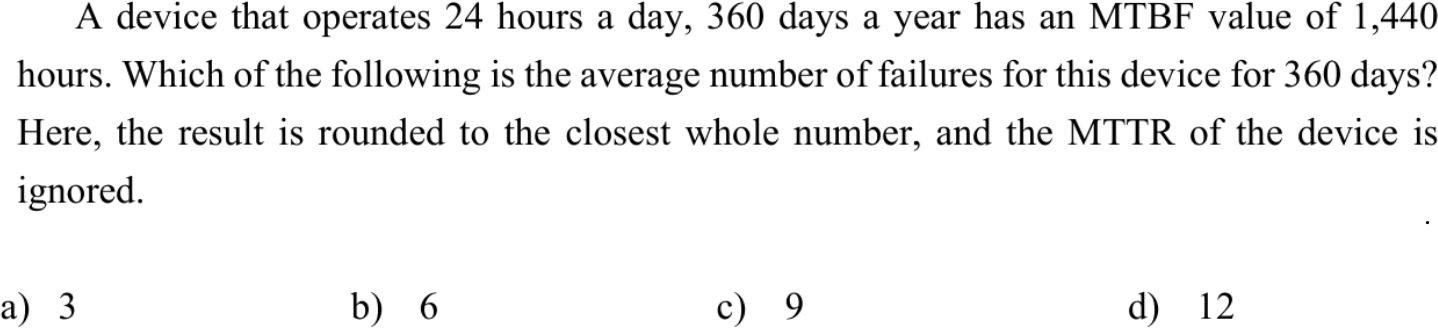 A device that operates 24 hours a day, 360 days a year has an MTBF value of 1,440
hours. Which of the following is the average number of failures for this device for 360 days?
Here, the result is rounded to the closest whole number, and the MTTR of the device is
ignored.
a) 3 b) 6 c) 9 d) 12